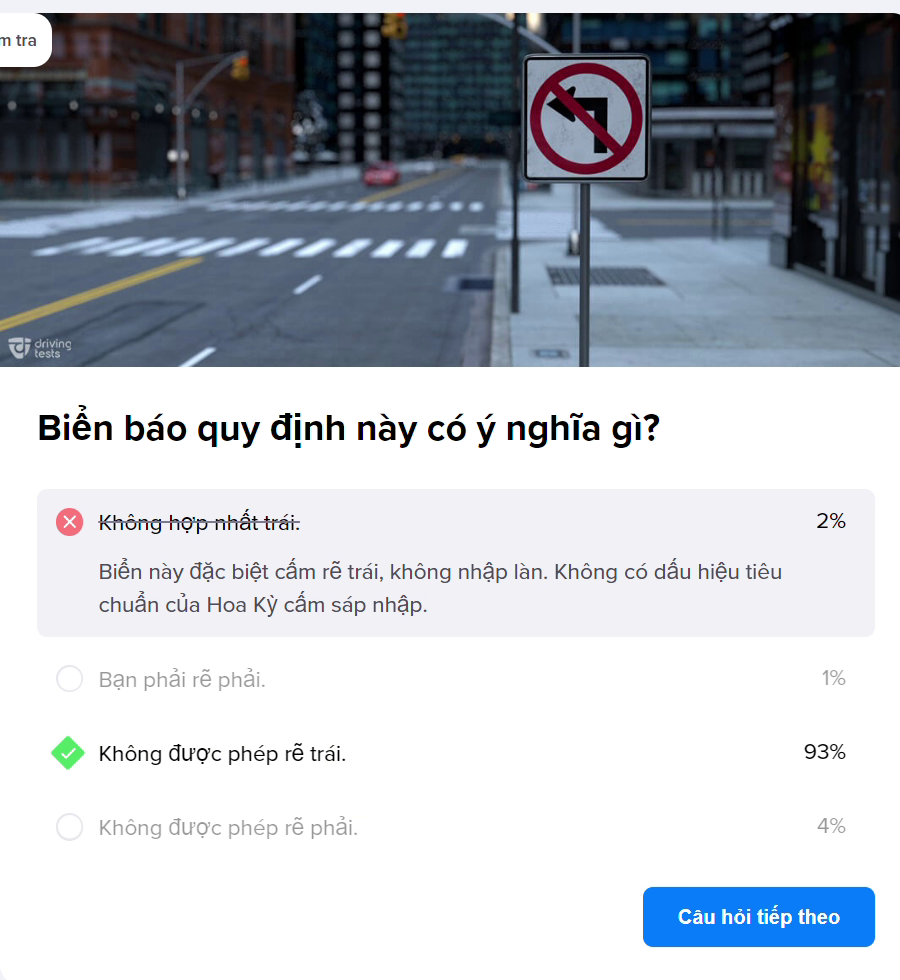 m tra
driving
tests
Biển báo quy định này có ý nghĩa gì?
Không hợp nhất trái.
2%
Biển này đặc biệt cấm rẽ trái, không nhập làn. Không có dấu hiệu tiêu
chuẩn của Hoa Kỳ cấm sáp nhập.
Bạn phải rẽ phải.
1%
Không được phép rẽ trái.
93%
Không được phép rẽ phải.
4%
Câu hỏi tiếp theo